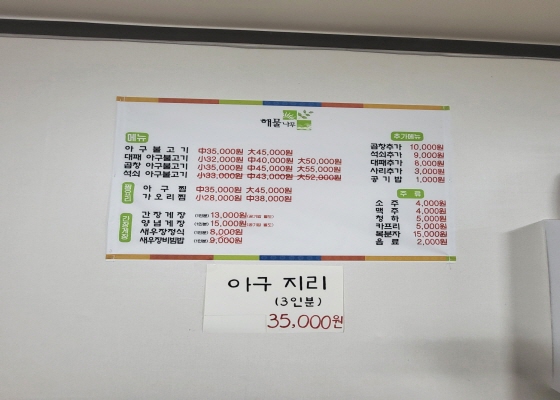 해물나루
메뉴
아구불고기 中35,000원 大45,000원
대패 아구불고기 小32,000원 中40,000원 大50,000원
곱창 아구불고기 小35,000원 中45,000원 大55,000원
석쇠 아구불고기 小33,000원 中43,000원 大52,000원
아구찜 中35,000원 大45,000원
가오리찜 小28,000원 中38,000원
간장게장 (1인분) 13,000원
양념게장 (1인분) 15,000원
새우장정식 (1인분) 8,000원
새우장비빔밥 (1인분) 9,000원
추가메뉴
곱창추가 10,000원
석쇠추가 9,000원
대패추가 8,000원
사리추가 3,000원
공기밥 1,000원
주류
소주 4,000원
맥주 4,000원
청하 5,000원
카프리 5,000원
복분자 15,000원
음료 2,000원
아구 지리
(3인분)
35,000원